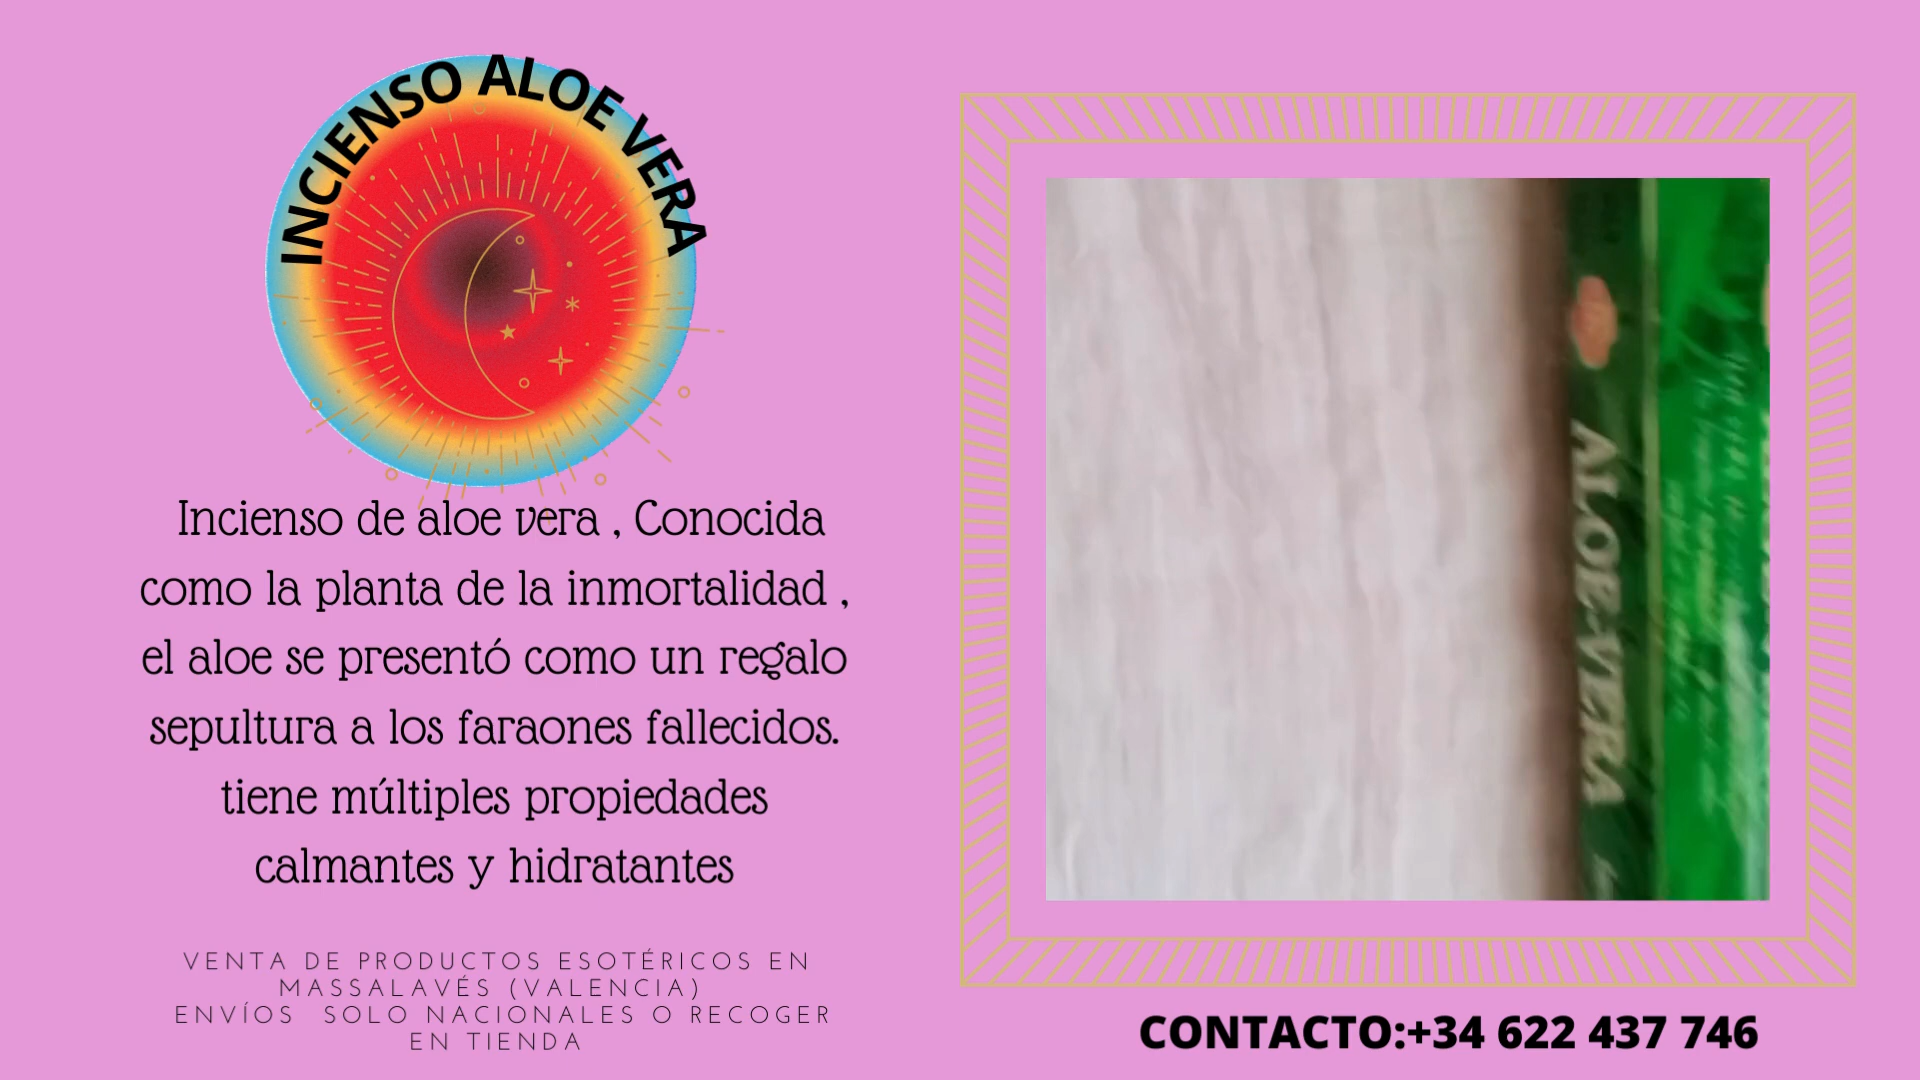 INCIENSO ALOE VERA
Incienso de aloe vera , Conocida
como la planta de la inmortalidad ,
el aloe se presentó como un regalo
sepultura a los faraones fallecidos.
tiene múltiples propiedades
calmantes y hidratantes
VENTA DE PRODUCTOS ESOTÉRICOS EN
MASSALAVÉS (VALENCIA)
ENVÍOS SOLO NACIONALES O RECOGER
EN TIENDA
ALOE-VERA
CONTACTO:+34 622 437 746